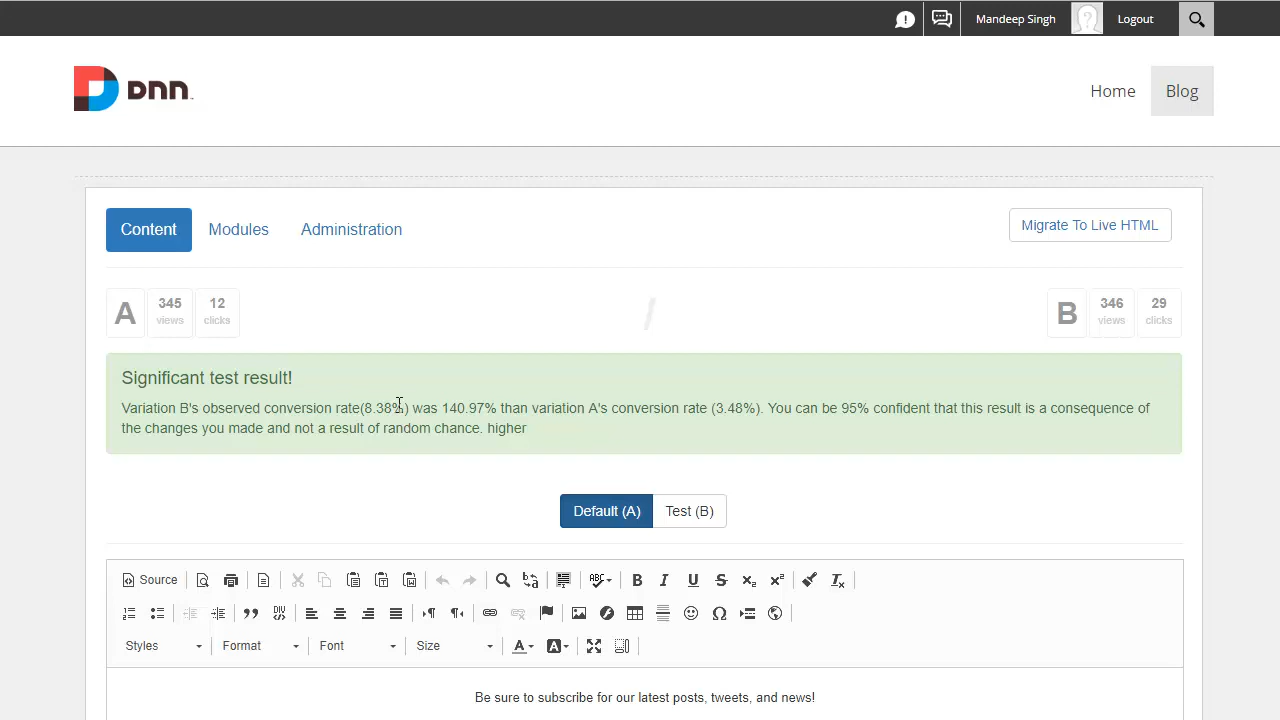 Mandeep Singh Logout
DNN
Home Blog
Content Modules Administration Migrate To Live HTML
A 345 views 12 clicks / B 346 views 29 clicks
Significant test result!
Variation B's observed conversion rate(8.38%) was 140.97% than variation A's conversion rate (3.48%). You can be 95% confident that this result is a consequence of
the changes you made and not a result of random chance. higher
Default (A) Test (B)
Source
Styles Format Font Size
Be sure to subscribe for our latest posts, tweets, and news!